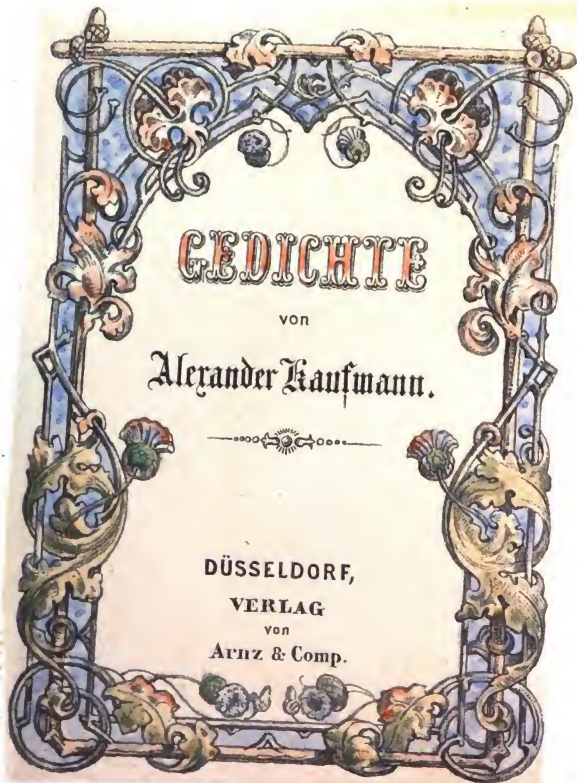 GEDICHTE
von
Alexander Kaufmann.
DÜSSELDORF,
VERLAG
von
Arnz & Comp.